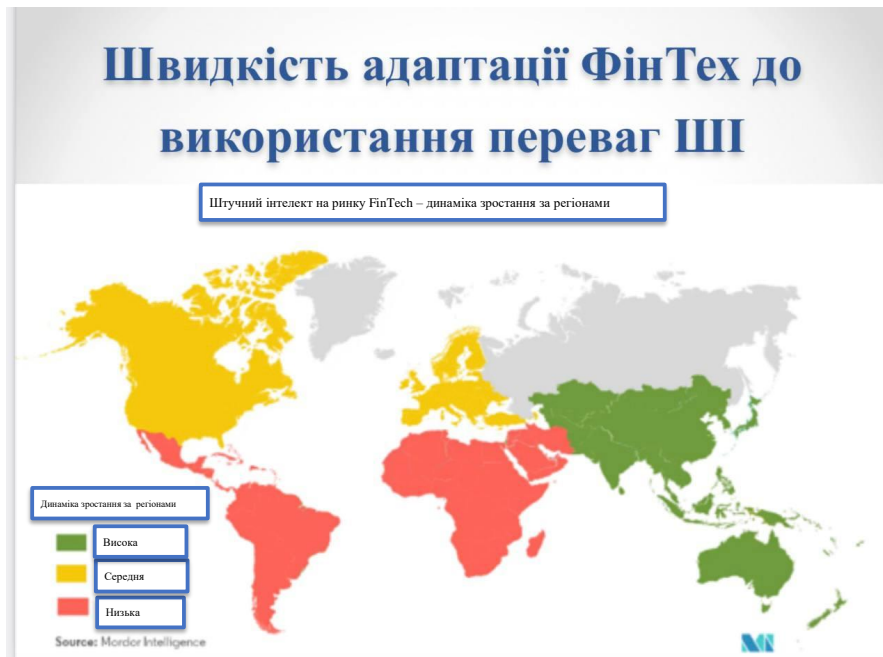 Швидкість адаптації ФінТех до
використання переваг ШІ
Штучний інтелект на ринку FinTech – динаміка зростання за регіонами
Динаміка зростання за регіонами
Висока
Середня
Низька
Source: Mordor Intelligence